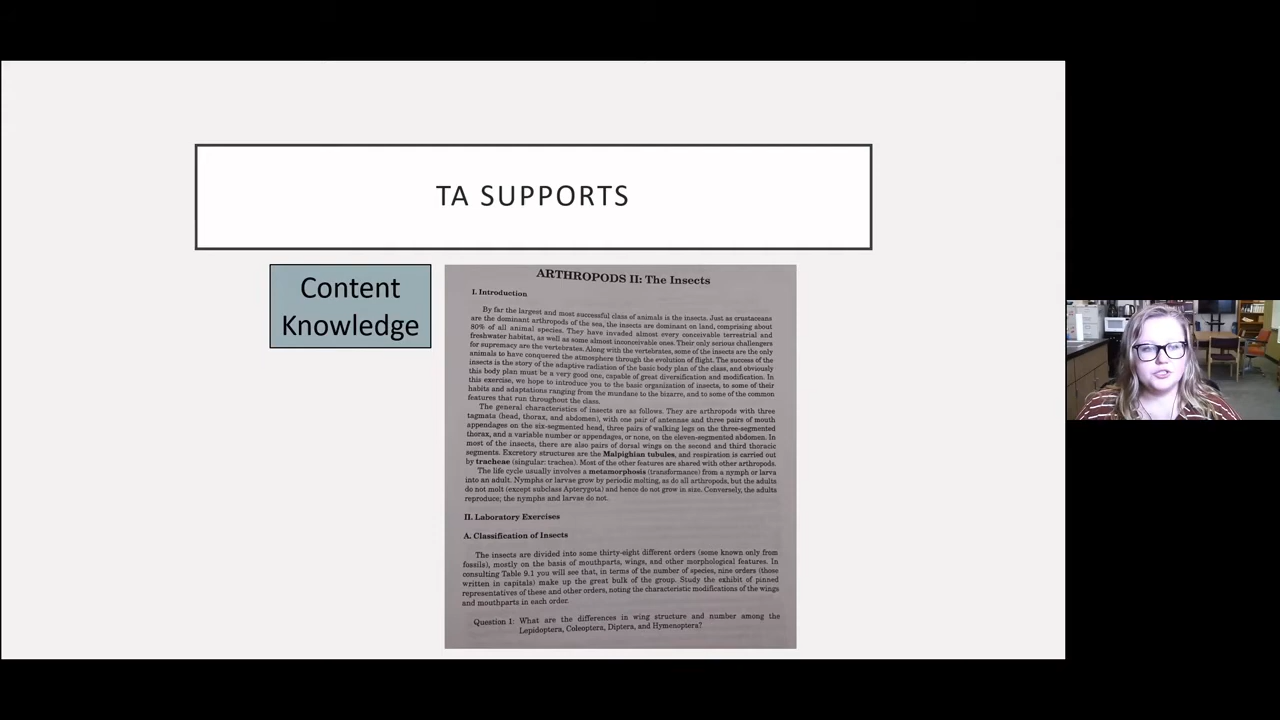 TA SUPPORTS
Content
Knowledge
ARTHROPODS II: The Insects
I. Introduction
By far the largest and most successful class of animals is the insects. Just as crustaceans
are the dominant arthropods of the sea, the insects are dominant on land, comprising about
80% of all animal species. They have invaded almost every conceivable terrestrial and
freshwater habitat, as well as some almost inconceivable ones. Their only serious challengers
for supremacy are the vertebrates. Along with the vertebrates, some of the insects are the only
animals to have conquered the atmosphere through the evolution of flight. The success of the
insects is the story of the adaptive radiation of the basic body plan of the class, and obviously
this body plan must be a very good one, capable of great diversification and modification. In
this exercise, we hope to introduce you to the basic organization of insects, to some of their
habits and adaptations ranging from the mundane to the bizarre, and to some of the common
features that run throughout the class.
The general characteristics of insects are as follows. They are arthropods with three
tagmata (head, thorax, and abdomen), with one pair of antennae and three pairs of mouth
appendages on the six-segmented head, three pairs of walking legs on the three-segmented
thorax, and a variable number or appendages, or none, on the eleven-segmented abdomen. In
most of the insects, there are also pairs of dorsal wings on the second and third thoracic
segments. Excretory structures are the Malpighian tubules, and respiration is carried out
by tracheae (singular: trachea). Most of the other features are shared with other arthropods.
The life cycle usually involves a metamorphosis (transformance) from a nymph or larva
into an adult. Nymphs or larvae grow by periodic molting, as do all arthropods, but the adults
do not molt (except subclass Apterygota) and hence do not grow in size. Conversely, the adults
reproduce; the nymphs and larvae do not.
II. Laboratory Exercises
A. Classification of Insects
The insects are divided into some thirty-eight different orders (some known only from
fossils), mostly on the basis of mouthparts, wings, and other morphological features. In
consulting Table 9.1 you will see that, in terms of the number of species, nine orders (those
written in capitals) make up the great bulk of the group. Study the exhibit of pinned
representatives of these and other orders, noting the characteristic modifications of the wings
and mouthparts in each order.
Question 1: What are the differences in wing structure and number among the
Lepidoptera, Coleoptera, Diptera, and Hymenoptera?